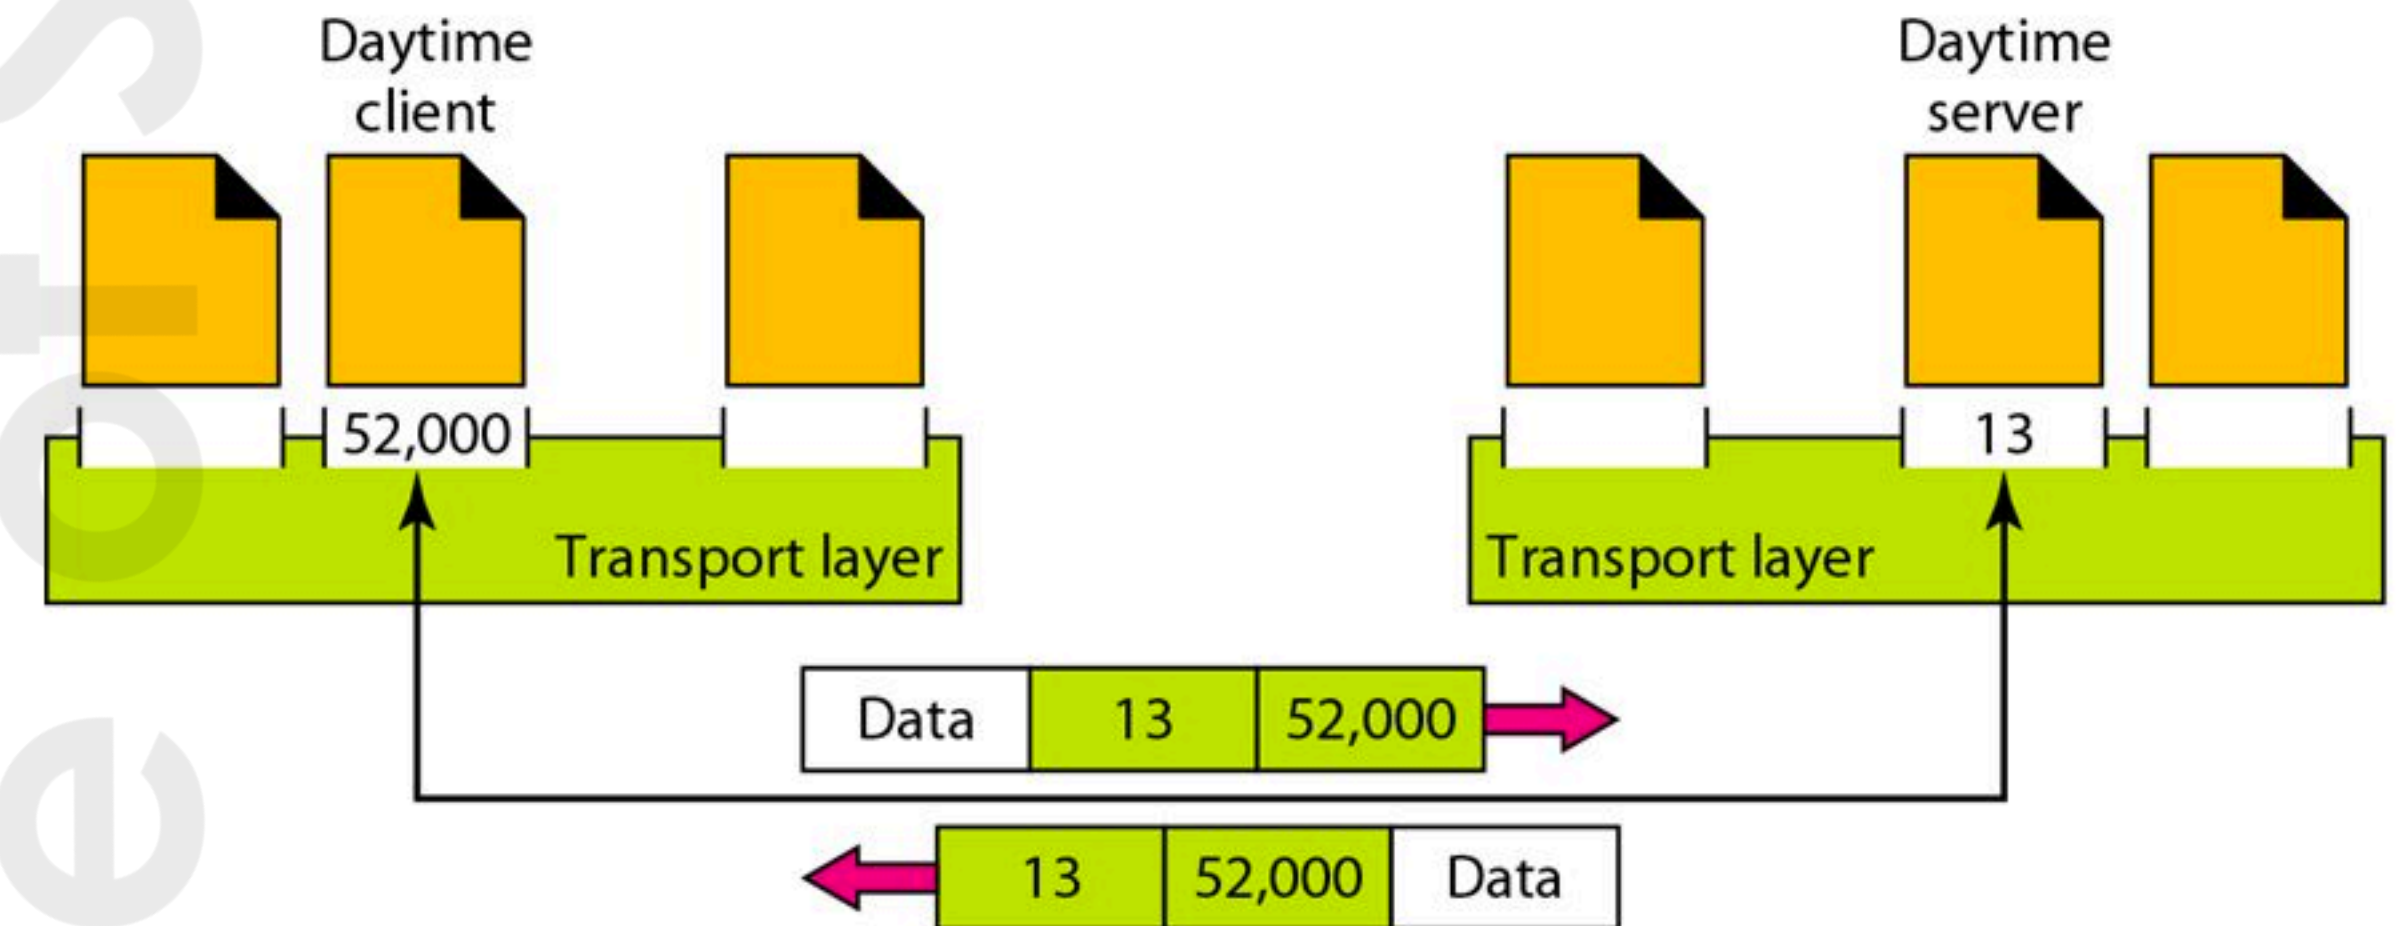 Daytime
client
Daytime
server
52,000
13
Transport layer
Transport layer
Data 13 52,000
13 52,000 Data